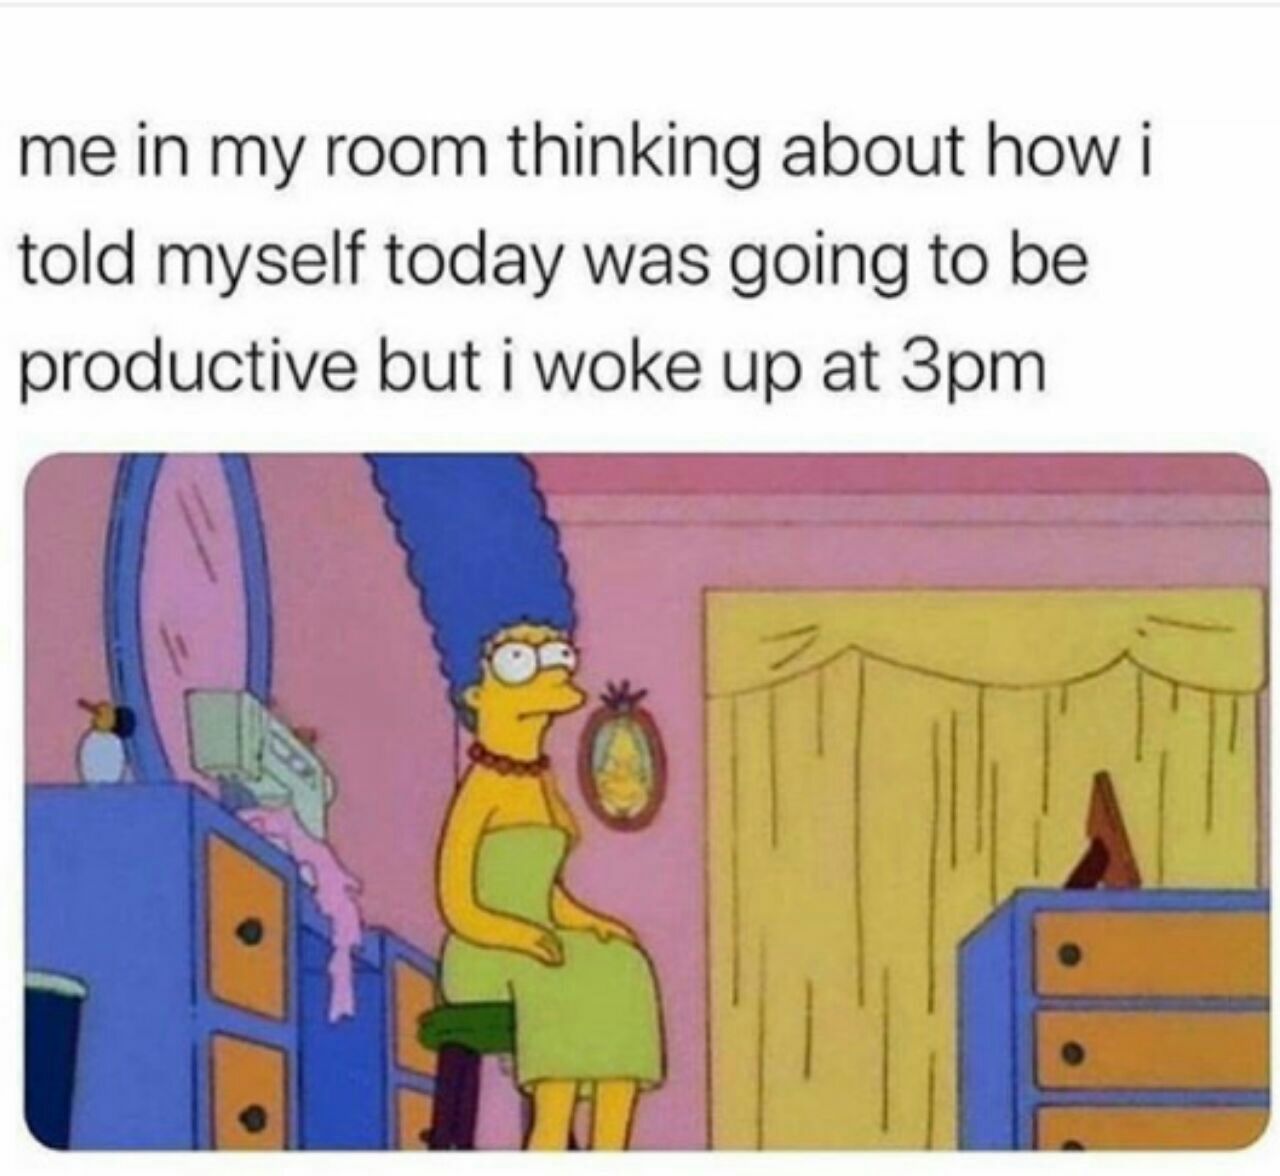 me in my room thinking about how i
told myself today was going to be
productive but i woke up at 3pm